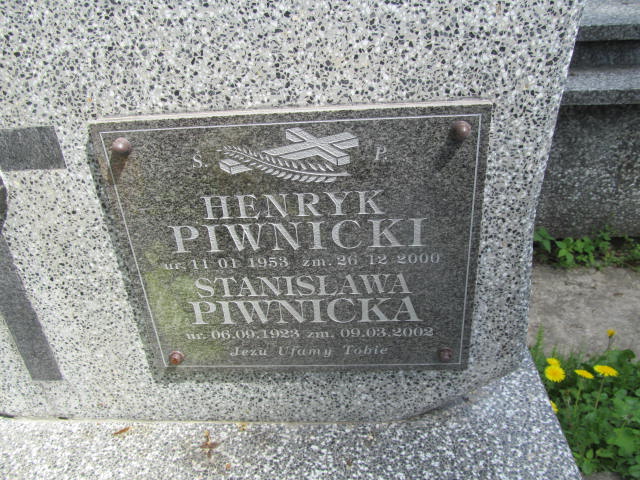 Ś. P.
HENRYK
PIWNICKI
ur. 11 01 1953 zm. 26 12 2000
STANISŁAWA
PIWNICKA
ur. 06.09.1923 zm. 09.03.2002
Jezu Ufamy Tobie